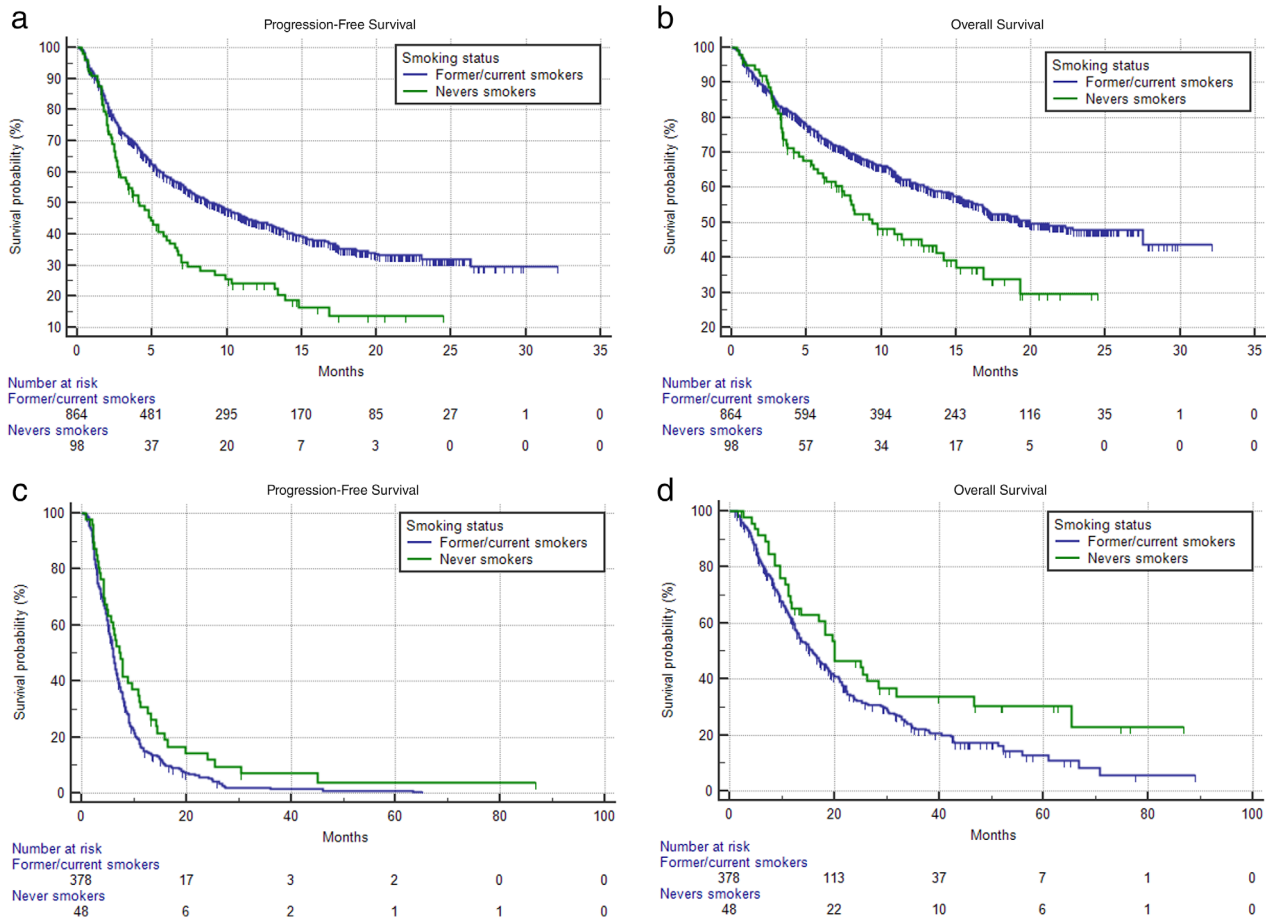 a
Progression-Free Survival
Smoking status
Former/current smokers
Nevers smokers
Survival probability (%)
100
90
80
70
60
50
40
30
20
10
0 5 10 15 20 25 30 35
Months
Number at risk
Former/current smokers
864 481 295 170 85 27 1 0
Nevers smokers
98 37 20 7 3 0 0 0
b
Overall Survival
Smoking status
Former/current smokers
Nevers smokers
Survival probability (%)
100
90
80
70
60
50
40
30
20
0 5 10 15 20 25 30 35
Months
Number at risk
Former/current smokers
864 594 394 243 116 35 1 0
Nevers smokers
98 57 34 17 5 0 0 0
c
Progression-Free Survival
Smoking status
Former/current smokers
Never smokers
Survival probability (%)
100
80
60
40
20
0
0 20 40 60 80 100
Months
Number at risk
Former/current smokers
378 17 3 2 0 0
Never smokers
48 6 2 1 1 0
d
Overall Survival
Smoking status
Former/current smokers
Nevers smokers
Survival probability (%)
100
80
60
40
20
0
0 20 40 60 80 100
Months
Number at risk
Former/current smokers
378 113 37 7 1 0
Nevers smokers
48 22 10 6 1 0